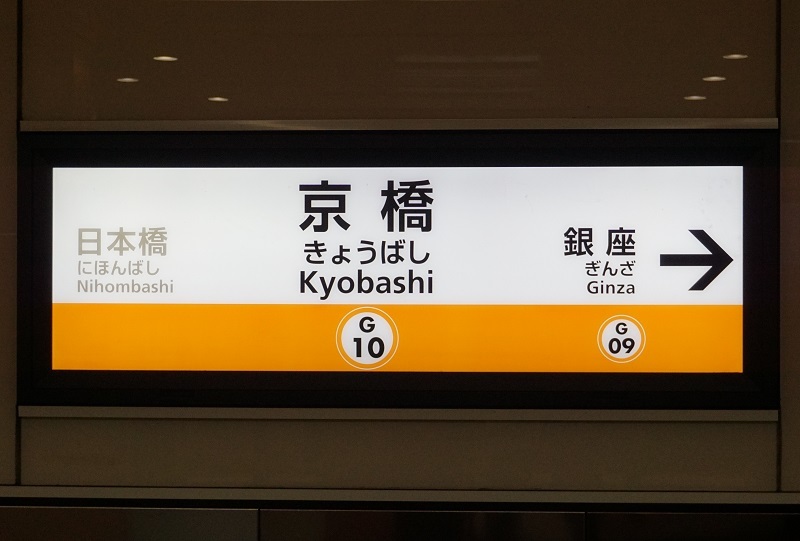 日本橋
にほんばし
Nihombashi
京橋
きょうばし
Kyobashi
銀座
ぎんざ
Ginza
G
10
G
09